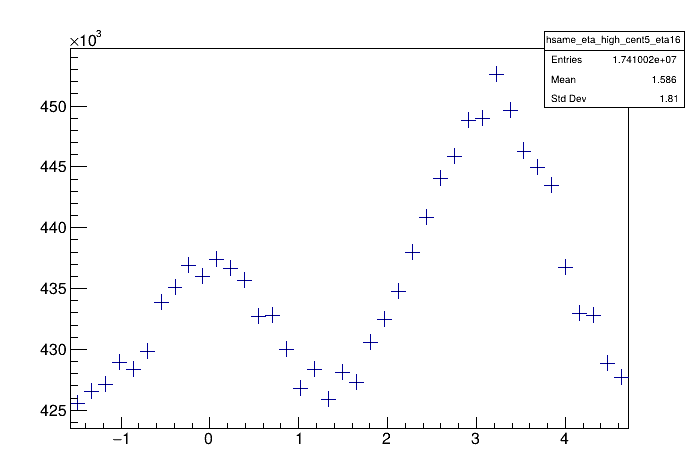 ×10³
hsame_eta_high_cent5_eta16
Entries 1.741002e+07
Mean 1.586
Std Dev 1.81
450
445
440
435
430
425
−1 0 1 2 3 4